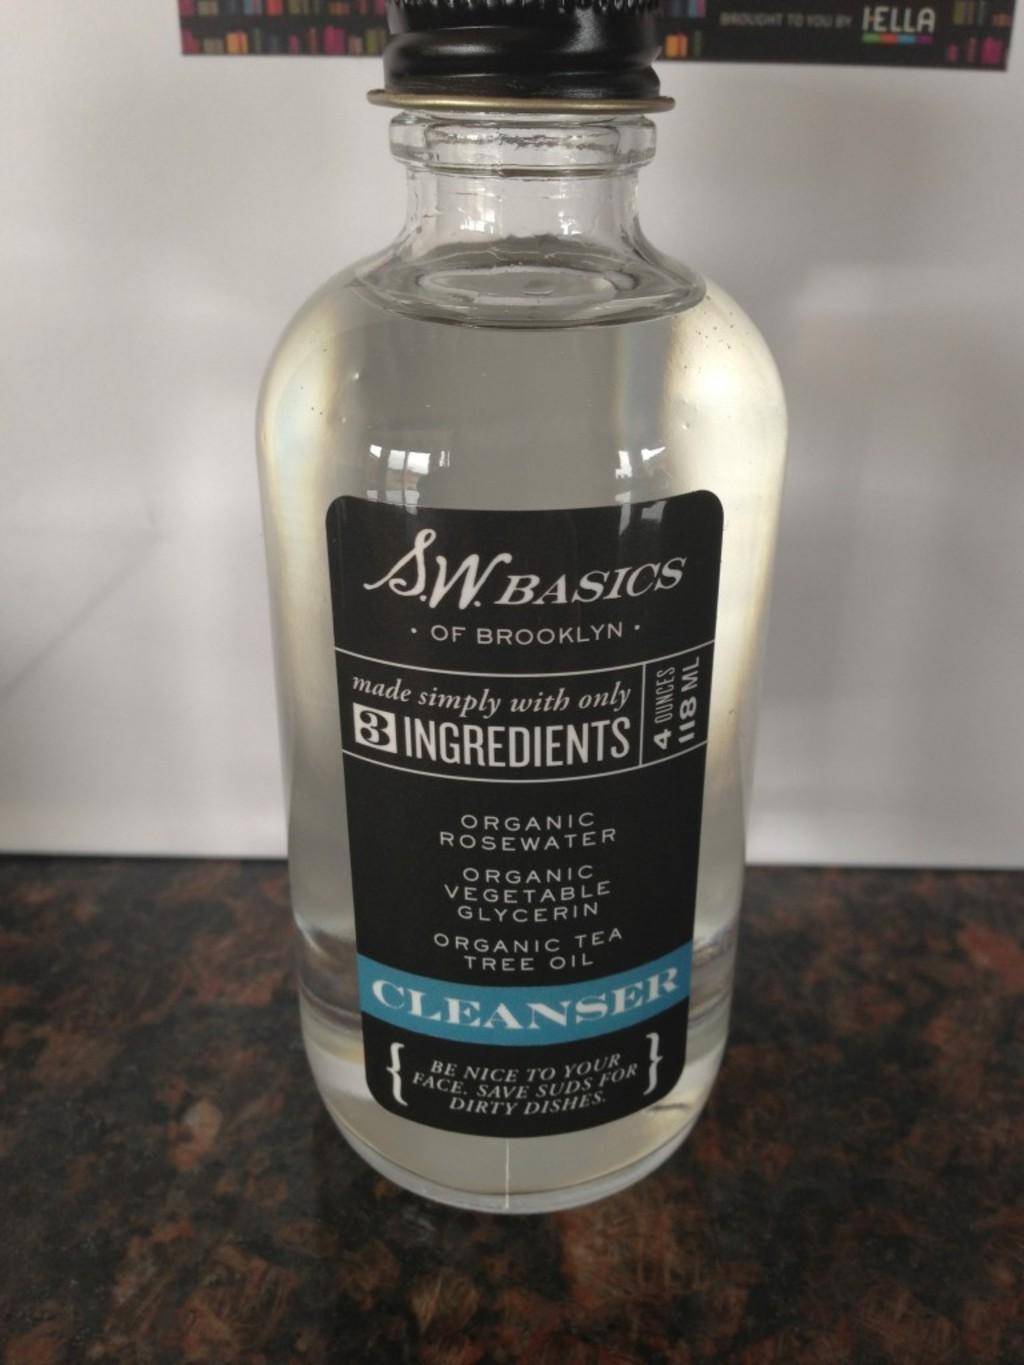 BROUGHT TO YOU BY
S.W. BASICS
• OF BROOKLYN •
made simply with only
3 INGREDIENTS
4 OUNCES
118 ML
ORGANIC
ROSEWATER
ORGANIC
VEGETABLE
GLYCERIN
ORGANIC TEA
TREE OIL
CLEANSER
{ BE NICE TO YOUR
FACE. SAVE SUDS FOR
DIRTY DISHES. }